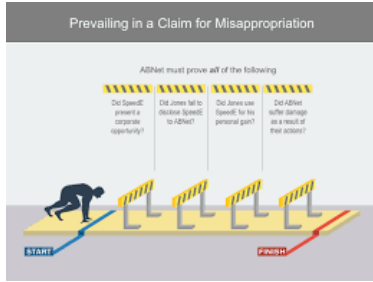 Prevailing in a Claim for Misappropriation
ABNet must prove all of the following
Did SpeedE
present a
corporate
opportunity?
Did Jones fail to
disclose SpeedE
to ABNet?
Did Jones use
SpeedE for his
personal gain?
Did ABNet
suffer damage
as a result of
their actions?
START
FINISH